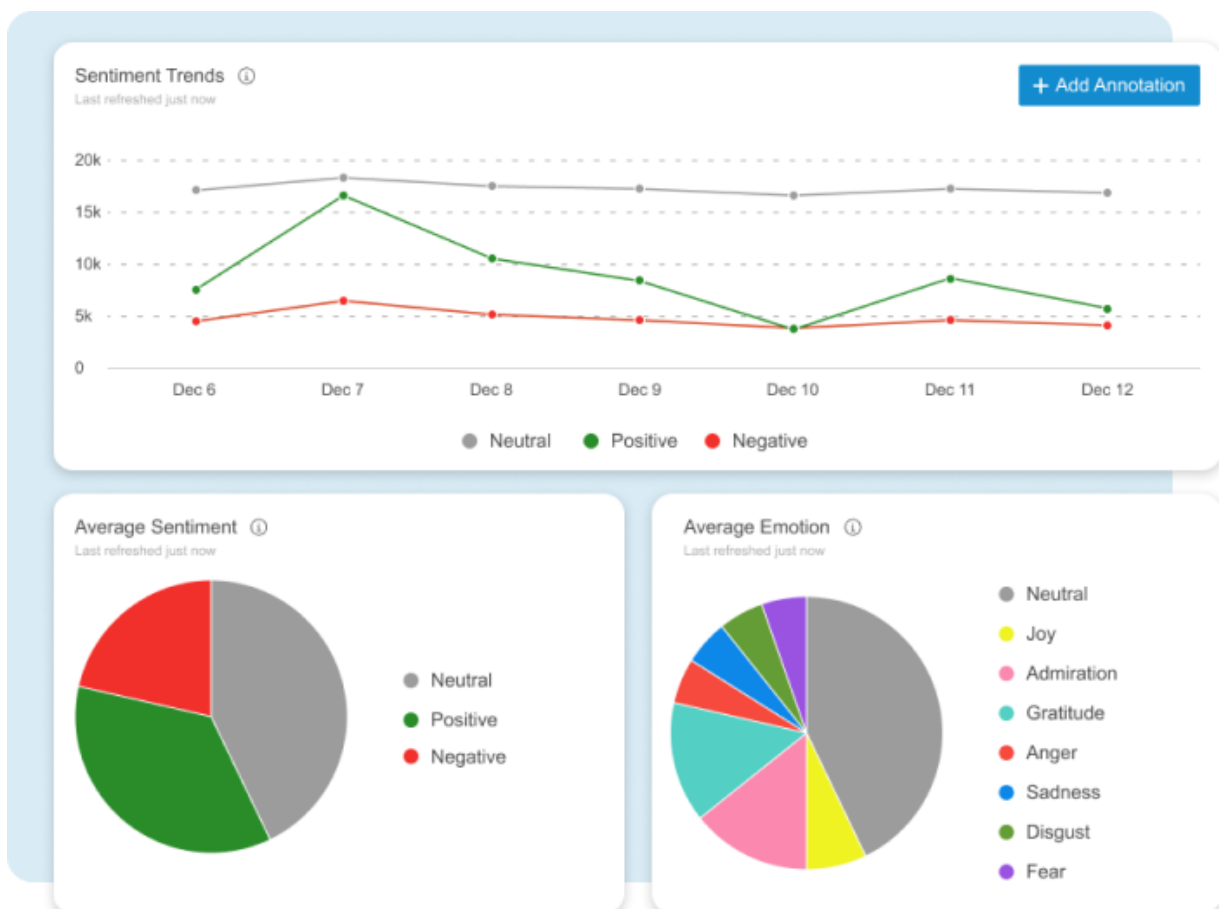 Sentiment Trends
+ Add Annotation
Last refreshed just now
20k
15k
10k
5k
0
Dec 6 Dec 7 Dec 8 Dec 9 Dec 10 Dec 11 Dec 12
Neutral Positive Negative
Average Sentiment
Last refreshed just now
Neutral
Positive
Negative
Average Emotion
Last refreshed just now
Neutral
Joy
Admiration
Gratitude
Anger
Sadness
Disgust
Fear